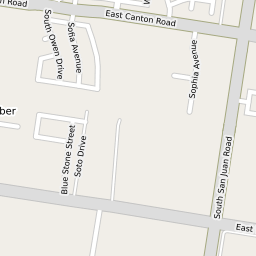 East Canton Road
South Owen Drive
Sofia Avenue
Sophia Avenue
ber
Blue Stone Street
Soto Drive
South San Juan Road
East